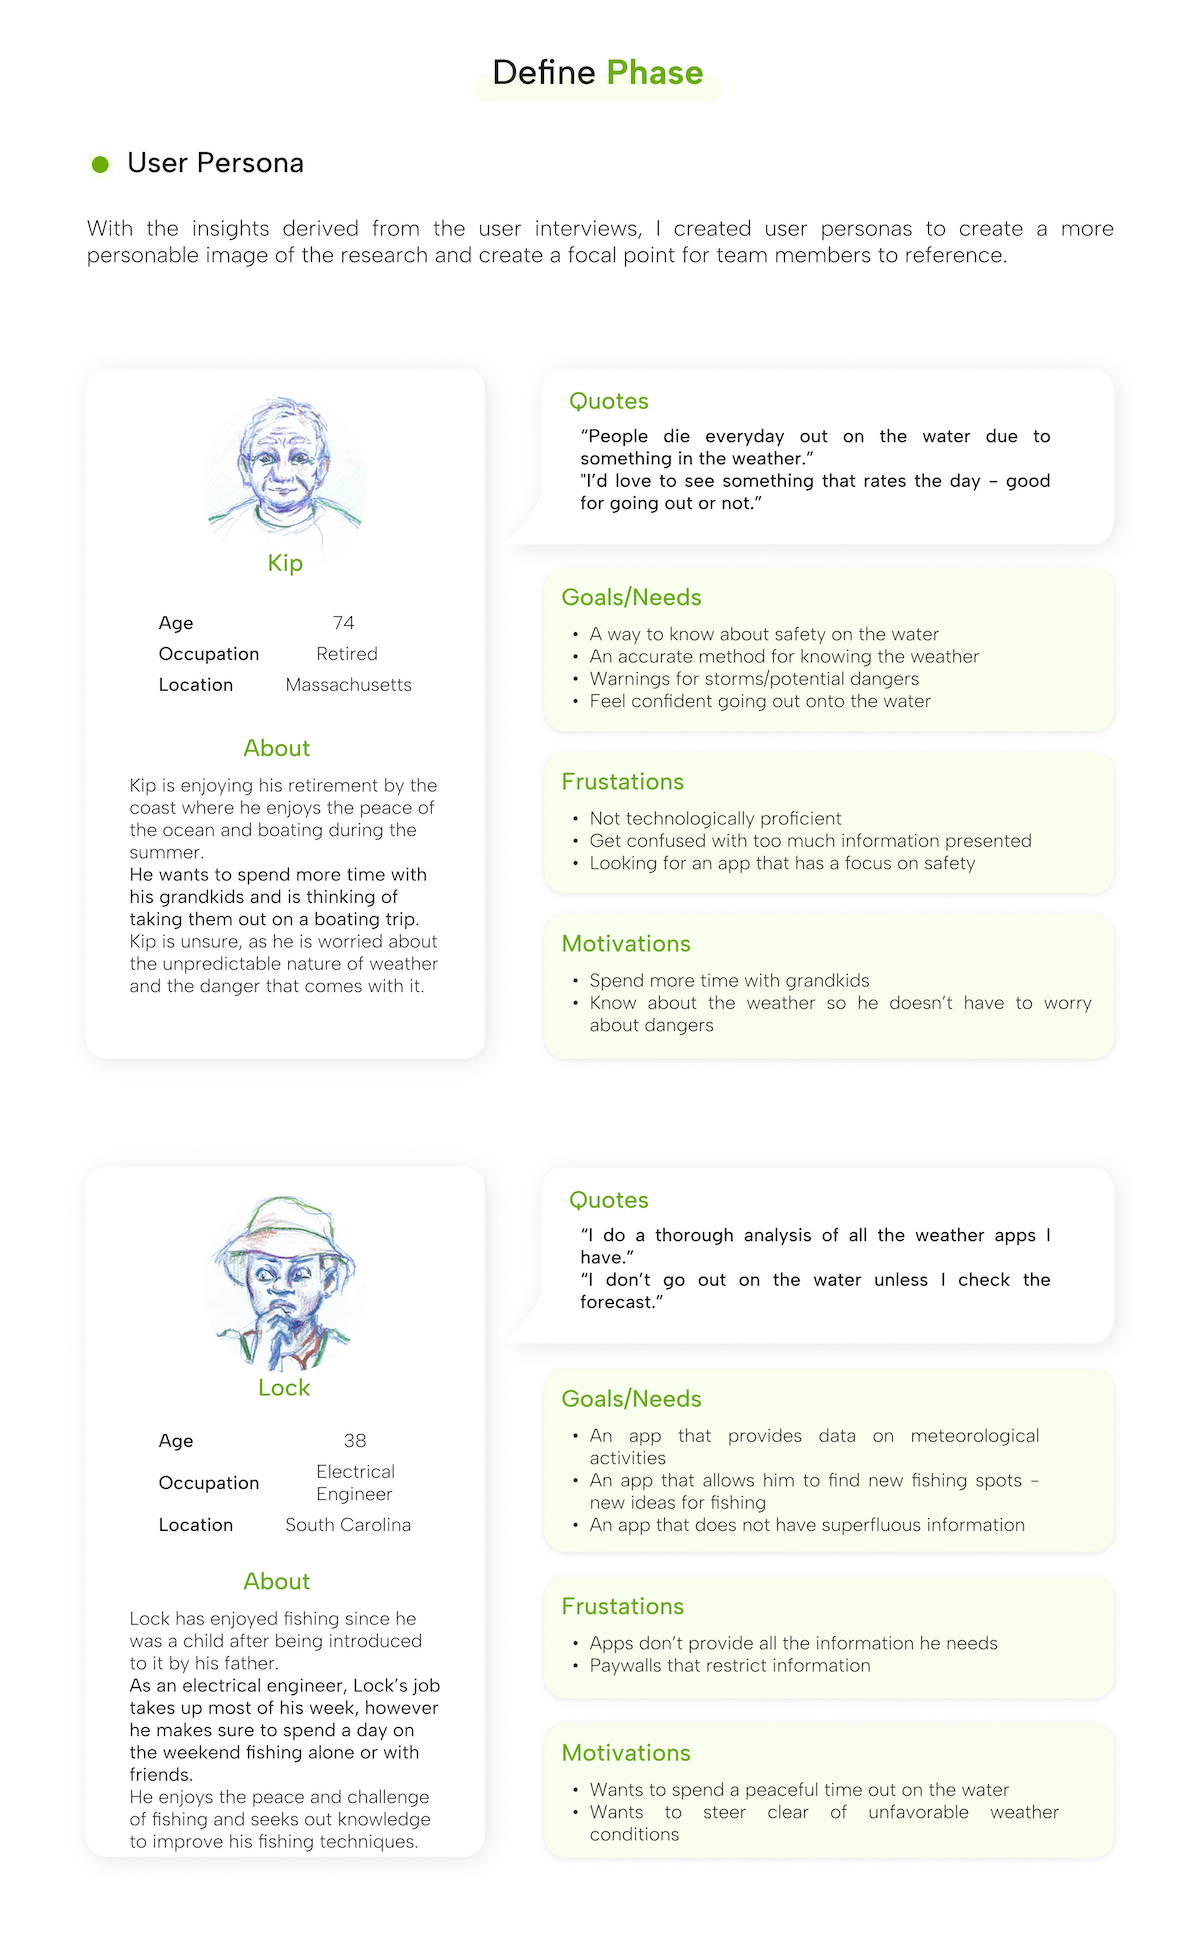 Define Phase
User Persona
With the insights derived from the user interviews, I created user personas to create a more
personable image of the research and create a focal point for team members to reference.
Kip
Age 74
Occupation Retired
Location Massachusetts
About
Kip is enjoying his retirement by the
coast where he enjoys the peace of
the ocean and boating during the
summer.
He wants to spend more time with
his grandkids and is thinking of
taking them out on a boating trip.
Kip is unsure, as he is worried about
the unpredictable nature of weather
and the danger that comes with it.
Quotes
“People die everyday out on the water due to
something in the weather.”
"I’d love to see something that rates the day – good
for going out or not.”
Goals/Needs
• A way to know about safety on the water
• An accurate method for knowing the weather
• Warnings for storms/potential dangers
• Feel confident going out onto the water
Frustations
• Not technologically proficient
• Get confused with too much information presented
• Looking for an app that has a focus on safety
Motivations
• Spend more time with grandkids
• Know about the weather so he doesn’t have to worry
about dangers
Lock
Age 38
Occupation Electrical
Engineer
Location South Carolina
About
Lock has enjoyed fishing since he
was a child after being introduced
to it by his father.
As an electrical engineer, Lock’s job
takes up most of his week, however
he makes sure to spend a day on
the weekend fishing alone or with
friends.
He enjoys the peace and challenge
of fishing and seeks out knowledge
to improve his fishing techniques.
Quotes
“I do a thorough analysis of all the weather apps I
have.”
“I don’t go out on the water unless I check the
forecast.”
Goals/Needs
• An app that provides data on meteorological
activities
• An app that allows him to find new fishing spots –
new ideas for fishing
• An app that does not have superfluous information
Frustations
• Apps don’t provide all the information he needs
• Paywalls that restrict information
Motivations
• Wants to spend a peaceful time out on the water
• Wants to steer clear of unfavorable weather
conditions